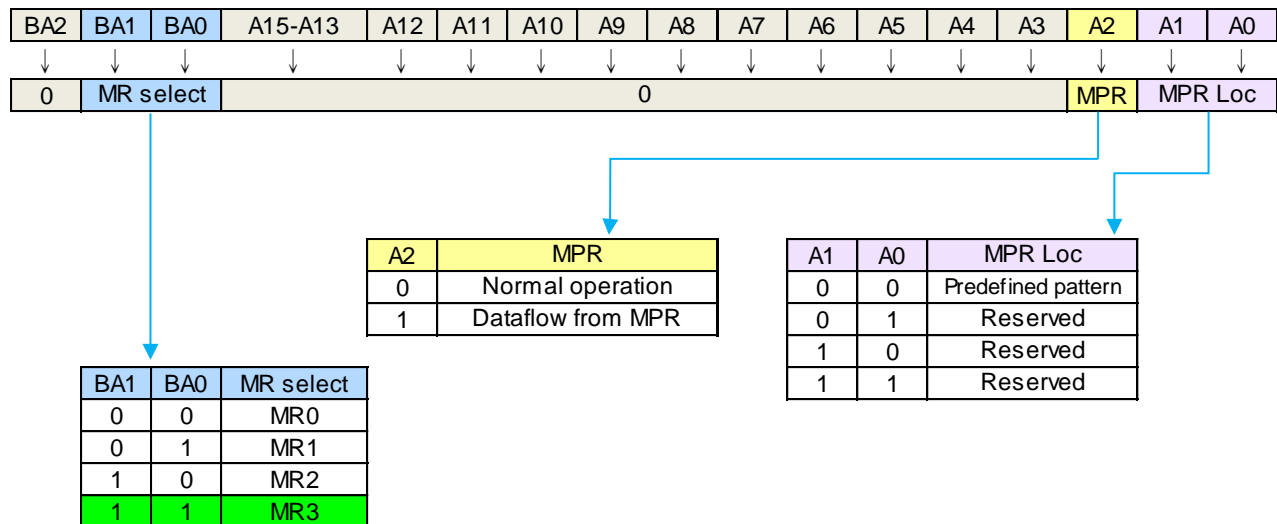 BA2 BA1 BA0 A15-A13 A12 A11 A10 A9 A8 A7 A6 A5 A4 A3 A2 A1 A0
0 MR select 0 MPR MPR Loc
A2 MPR
0 Normal operation
1 Dataflow from MPR
A1 A0 MPR Loc
0 0 Predefined pattern
0 1 Reserved
1 0 Reserved
1 1 Reserved
BA1 BA0 MR select
0 0 MR0
0 1 MR1
1 0 MR2
1 1 MR3